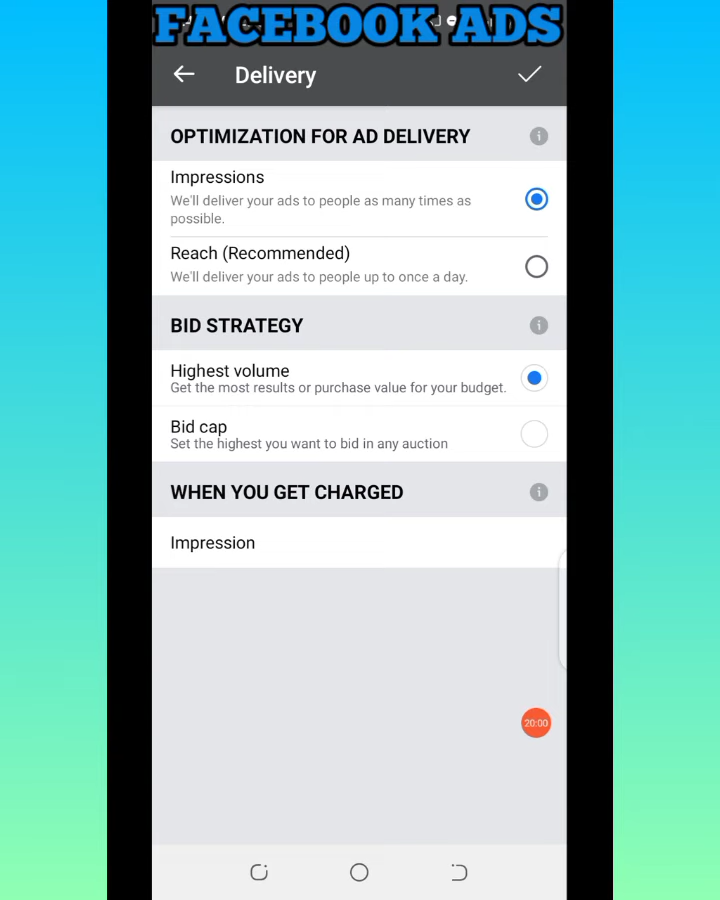 FACEBOOK ADS
Delivery
OPTIMIZATION FOR AD DELIVERY
Impressions
We'll deliver your ads to people as many times as
possible.
Reach (Recommended)
We'll deliver your ads to people up to once a day.
BID STRATEGY
Highest volume
Get the most results or purchase value for your budget.
Bid cap
Set the highest you want to bid in any auction
WHEN YOU GET CHARGED
Impression
20:00